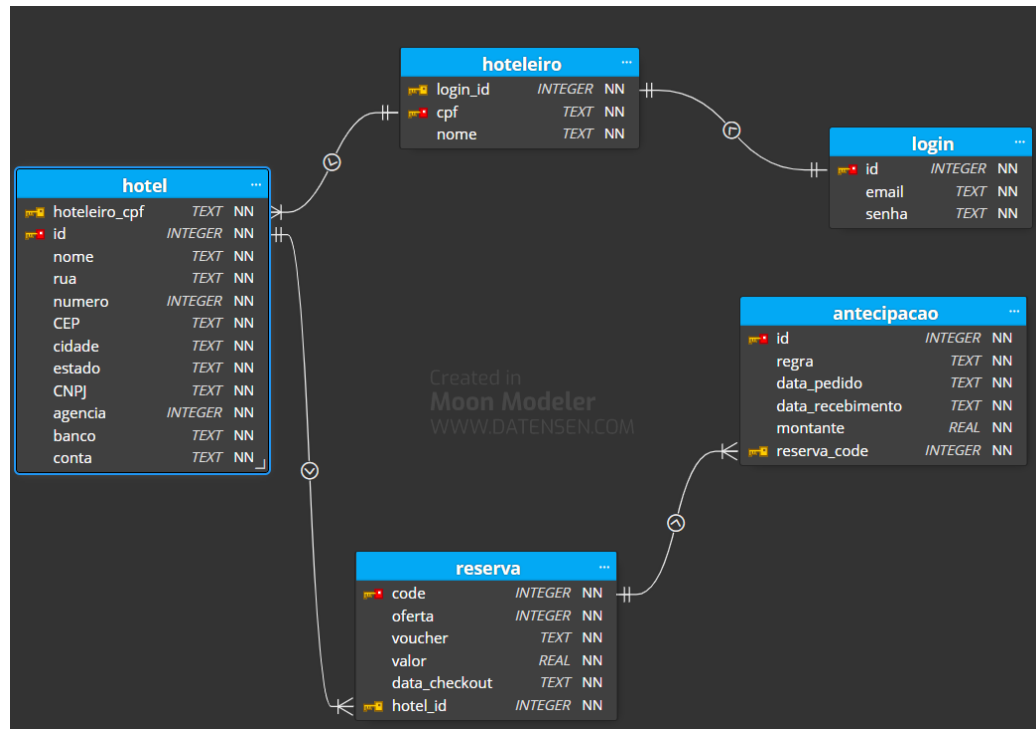 hoteleiro ...
login_id INTEGER NN
cpf TEXT NN
nome TEXT NN
login ...
id INTEGER NN
email TEXT NN
senha TEXT NN
hotel ...
hoteleiro_cpf TEXT NN
id INTEGER NN
nome TEXT NN
rua TEXT NN
numero INTEGER NN
CEP TEXT NN
cidade TEXT NN
estado TEXT NN
CNPJ TEXT NN
agencia INTEGER NN
banco TEXT NN
conta TEXT NN
antecipacao ...
id INTEGER NN
regra TEXT NN
data_pedido TEXT NN
data_recebimento TEXT NN
montante REAL NN
reserva_code INTEGER NN
Created in
Moon Modeler
WWW.DATENSEN.COM
reserva ...
code INTEGER NN
oferta INTEGER NN
voucher TEXT NN
valor REAL NN
data_checkout TEXT NN
hotel_id INTEGER NN